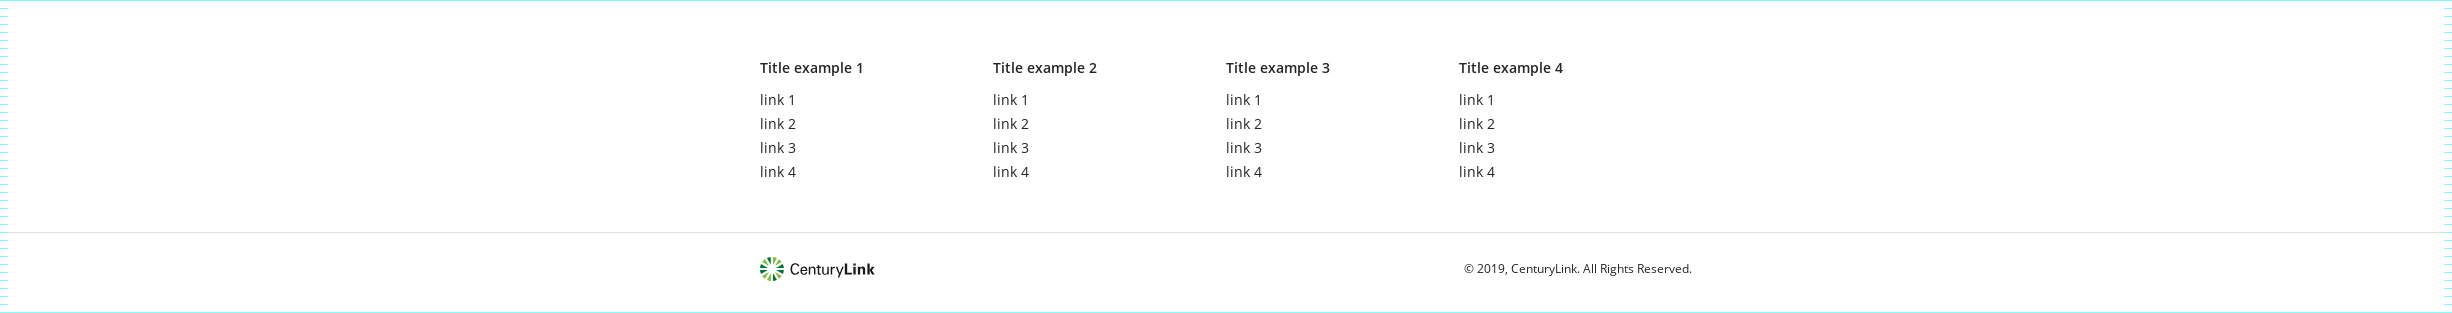 Title example 1
link 1
link 2
link 3
link 4
Title example 2
link 1
link 2
link 3
link 4
Title example 3
link 1
link 2
link 3
link 4
Title example 4
link 1
link 2
link 3
link 4
CenturyLink
© 2019, CenturyLink. All Rights Reserved.